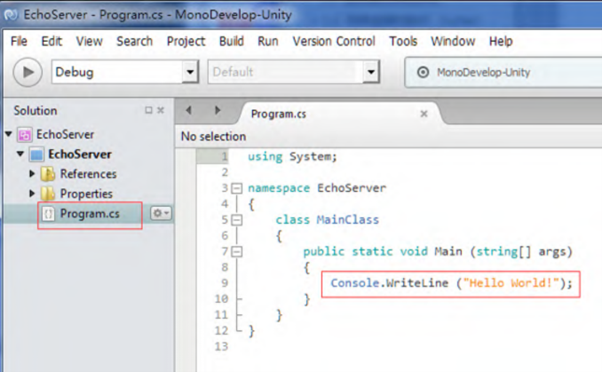 EchoServer - Program.cs - MonoDevelop-Unity
File Edit View Search Project Build Run Version Control Tools Window Help
Debug Default MonoDevelop-Unity
Solution
EchoServer
EchoServer
References
Properties
Program.cs
Program.cs
No selection
1 using System;
2
3 namespace EchoServer
4 {
5 class MainClass
6 {
7 public static void Main (string[] args)
8 {
9 Console.WriteLine ("Hello World!");
10 }
11 }
12 }
13